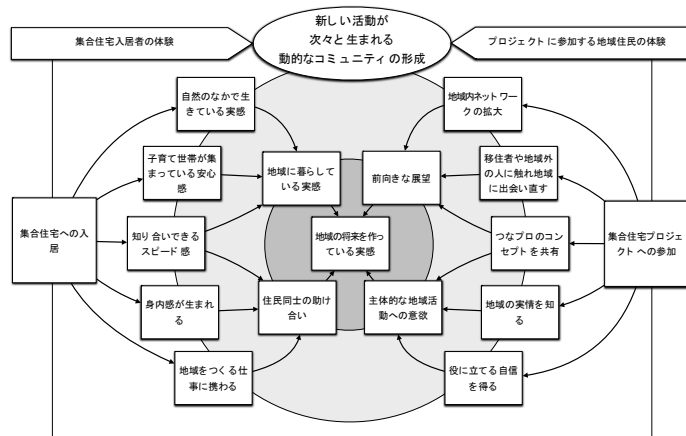 新しい活動が
次々と生まれる
動的なコミュニティの形成
集合住宅入居者の体験
プロジェクトに参加する地域住民の体験
自然のなかで生
きている実感
地域内ネットワー
クの拡大
子育て世帯が集
まっている安心
感
地域に暮らして
いる実感
前向きな展望
移住者や地域外
の人に触れ地域
に出会い直す
集合住宅への入
居
知り合いできる
スピード感
地域の将来を作っ
ている実感
つなプロのコン
セプトを共有
集合住宅プロジェ
クトへの参加
身内感が生まれ
る
住民同士の助け
合い
主体的な地域活
動への意欲
地域の実情を知
る
地域をつくる仕
事に携わる
役に立てる自信
を得る